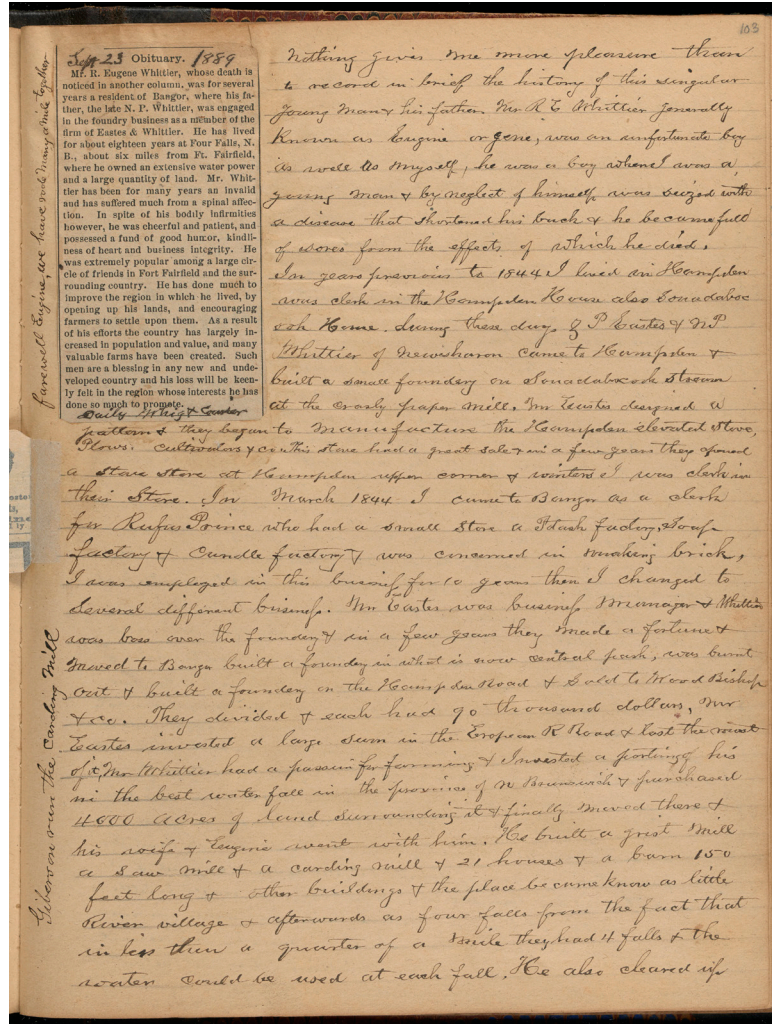 103
Sept 23 Obituary. 1889
Mr. R. Eugene Whittier, whose death is
noticed in another column, was for several
years a resident of Bangor, where his fa-
ther, the late N. P. Whittier, was engaged
in the foundry business as a member of the
firm of Eastes & Whittier. He has lived
for about eighteen years at Four Falls, N.
B., about six miles from Ft. Fairfield,
where he owned an extensive water power
and a large quantity of land. Mr. Whit-
tier has been for many years an invalid
and has suffered much from a spinal affec-
tion. In spite of his bodily infirmities
however, he was cheerful and patient, and
possessed a fund of good humor, kindli-
ness of heart and business integrity. He
was extremely popular among a large cir-
cle of friends in Fort Fairfield and the sur-
rounding country. He has done much to
improve the region in which he lived, by
opening up his lands, and encouraging
farmers to settle upon them. As a result
of his efforts the country has largely in-
creased in population and value, and many
valuable farms have been created. Such
men are a blessing in any new and unde-
veloped country and his loss will be keen-
ly felt in the region whose interests he has
done so much to promote.
Daily Whig & Courier
farewell Eugine, we have rode many a mile together
Nothing gives me more pleasure than
to record in brief the history of this singular
young man & his father. Mr R E Whittier generally
known as Eugine or gene, was an unfortunate boy
as well as myself, he was a boy when I was a
young man & by neglect of himself was seized with
a disease that shortened his back & he became full
of sores from the effects of which he died.
In years previous to 1844 I lived in Hampden
was clerk in the Hampden House also Souadabsc
ook House. During these days P Eastes & N P
Whittier of Newsharon came to Hampden &
built a small foundery on Souadabscook Stream
at the Crosby paper mill. Mr Eastes designed a
pattern & they began to manufacture the Hampden elevated Stove,
Plows. cultivators & co. This stove had a great sale & in a few years they opened
a stove store at Hampden upper corner & winters I was clerk in
their store. In March 1844 I came to Bangor as a clerk
for Rufus Prince who had a small Store a Potash factory, Soap
factory & Candle factory & was concerned in making brick,
I was employed in this business for 10 years then I changed to
several different business. Mr Eastes was business Manager & Whittier
was boss over the foundery & in a few years they made a fortune &
moved to Bangor built a foundery in what is now central park, was burnt
out & built a foundery on the Hampden Road & Sold to Wood Bishop
& co. They divided & each had 90 thousand dollars, Mr
Eastes invested a large sum in the Eropean R Road & lost the most
of it, Mr Whittier had a passion for farming & Invested a portion of his
in the best water fall in the province of N Brunswick & purchased
4000 acres of land surrounding it & finally moved there &
his wife & Eugene went with him. He built a grist mill
a saw mill & a carding mill & 21 houses & a barn 150
feet long & other buildings & the place became know as little
River village & afterwards as four falls from the fact that
in less than a quarter of a mile they had 4 falls & the
water could be used at each fall. He also cleared up
Giberson run the carding mill